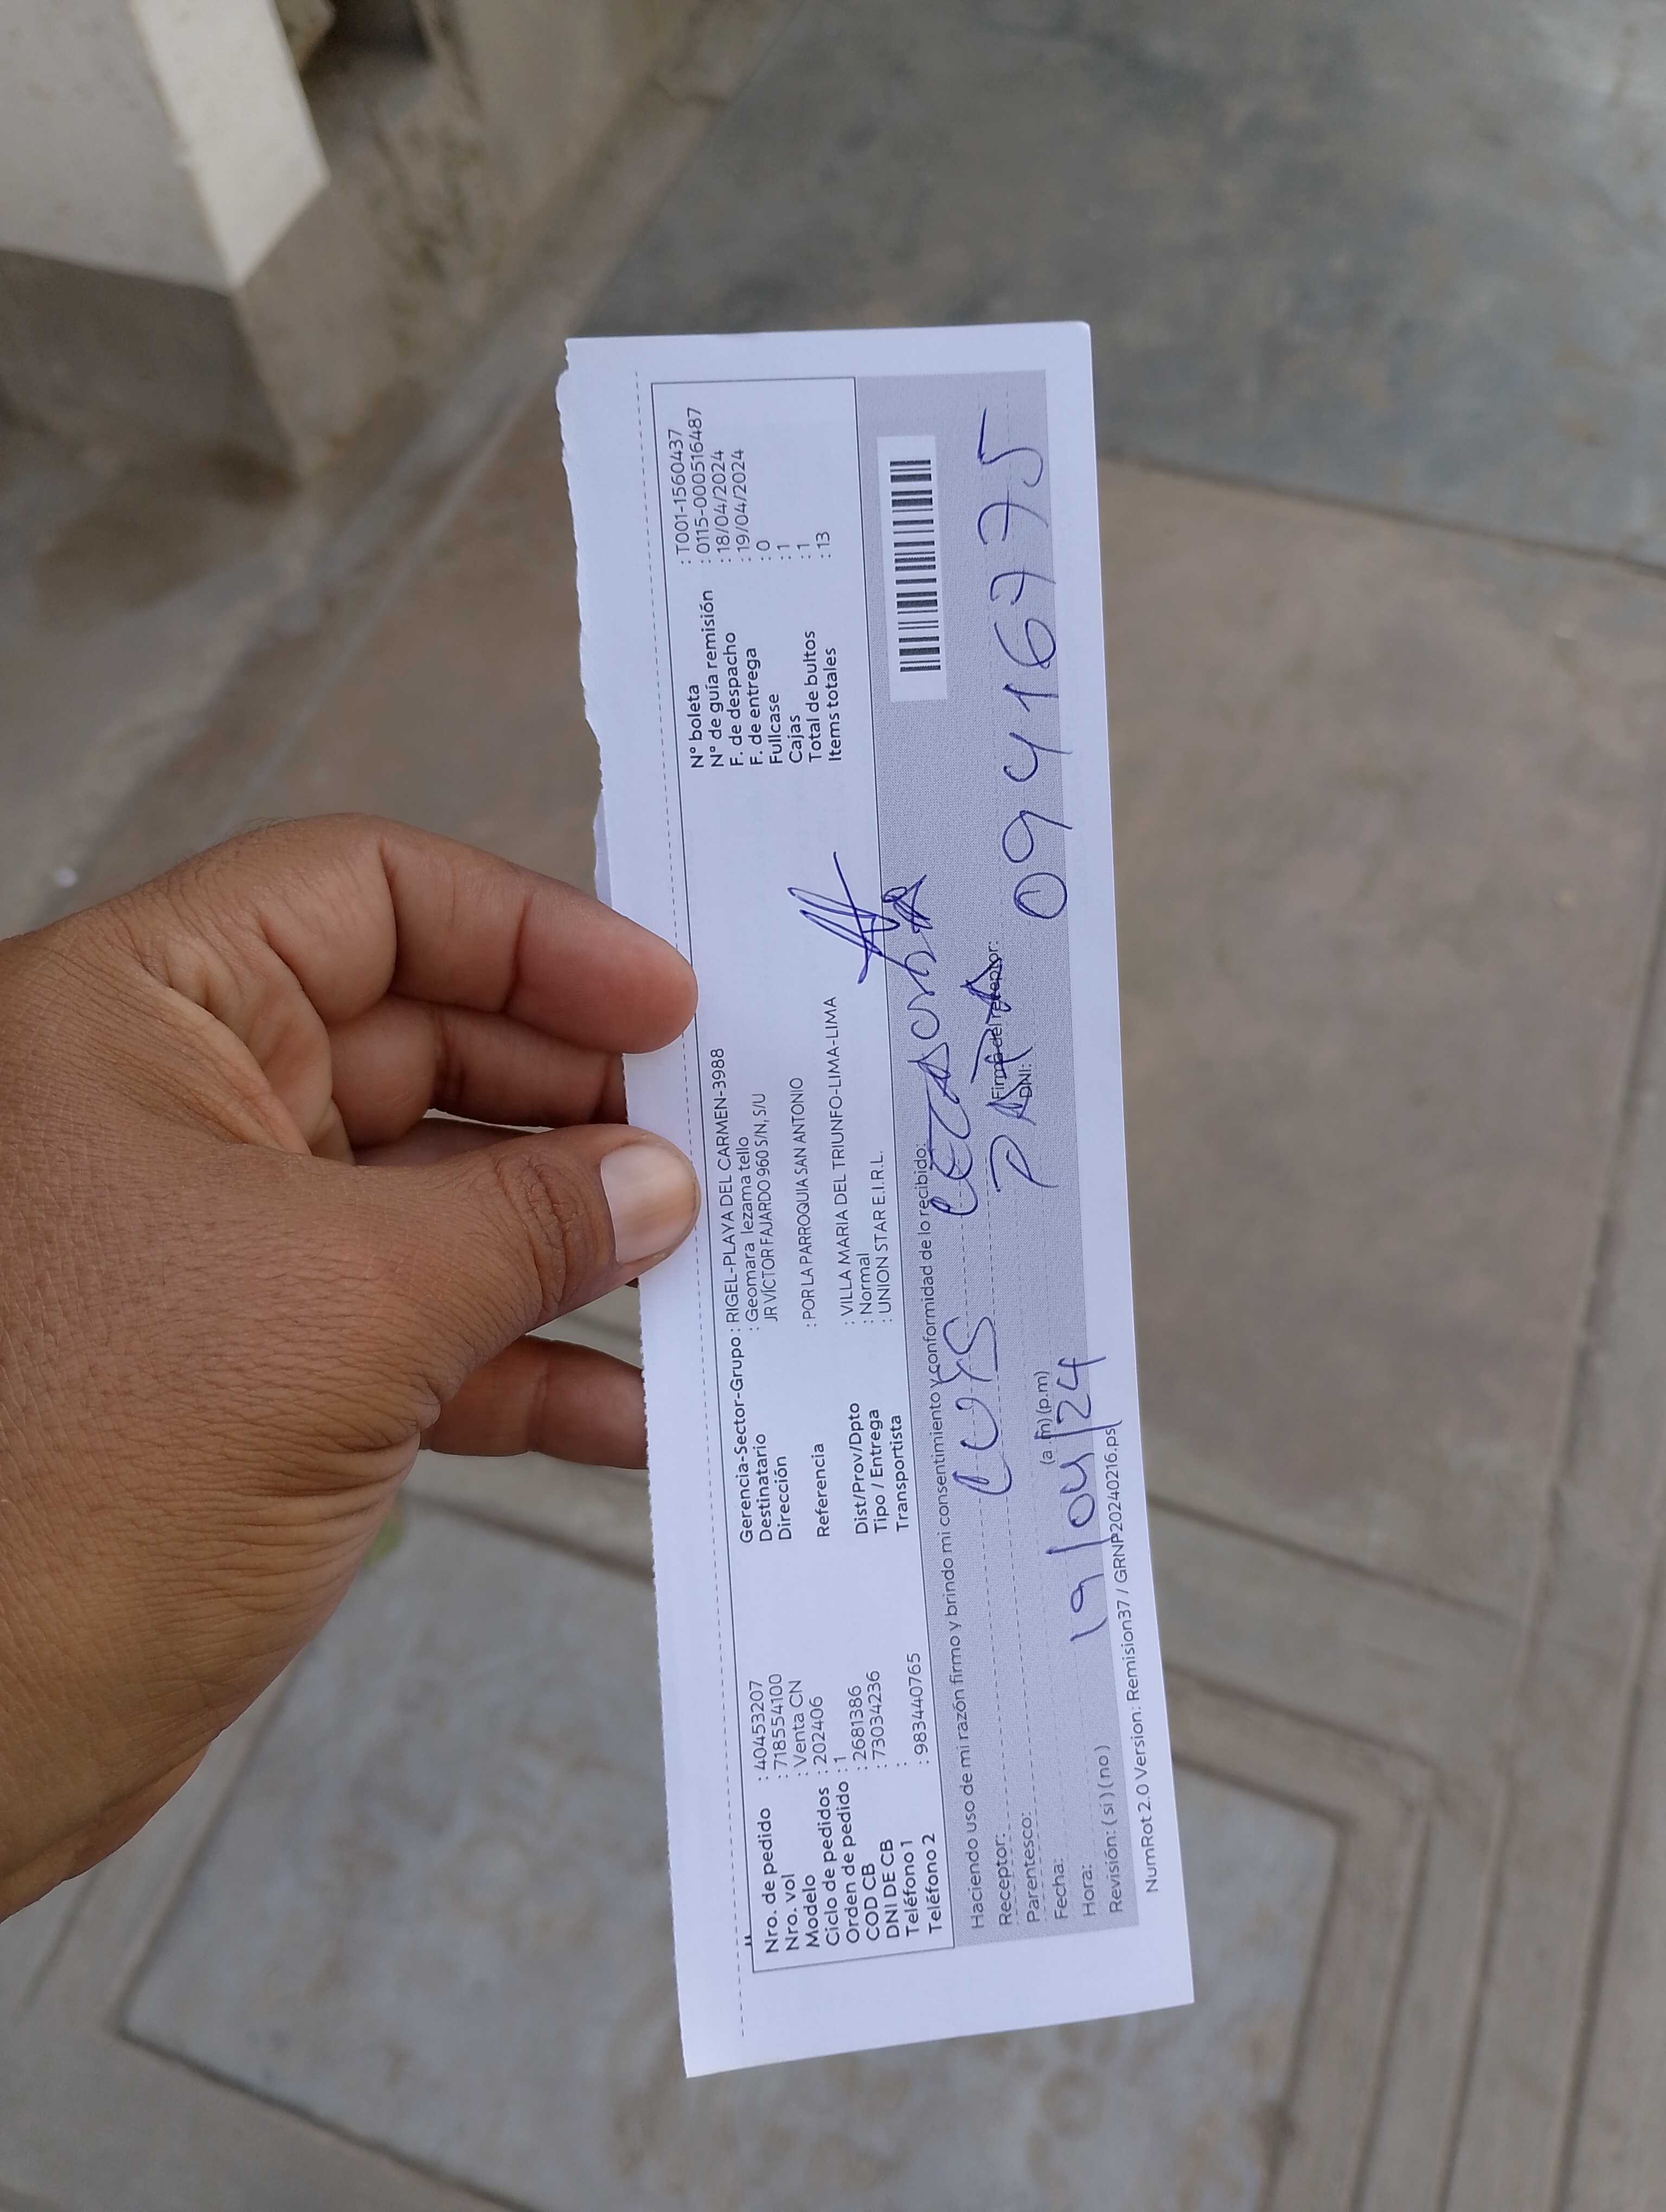 Nro. de pedido : 40453207
Nro. vol : 718554100
Modelo : Venta CN
Ciclo de pedidos : 202406
Orden de pedido : 1
COD CB : 2681386
DNI DE CB : 73034236
Teléfono 1 :
Teléfono 2 : 983440765
Gerencia-Sector-Grupo : RIGEL-PLAYA DEL CARMEN-3988
Destinatario : Geomara lezama tello
Dirección JR VÍCTOR FAJARDO 960 S/N, S/U
Referencia : POR LA PARROQUIA SAN ANTONIO
Dist/Prov/Dpto : VILLA MARIA DEL TRIUNFO-LIMA-LIMA
Tipo / Entrega : Normal
Transportista : UNION STAR E.I.R.L.
N° boleta : T001-1560437
N° de guía remisión : 0115-000516487
F. de despacho : 18/04/2024
F. de entrega : 19/04/2024
Fullcase : 0
Cajas : 1
Total de bultos : 1
Items totales : 13
Haciendo uso de mi razón firmo y brindo mi consentimiento y conformidad de lo recibido:
Receptor:
Parentesco:
Firma del receptor:
Fecha: 19/04/24 (a.m) (p.m)
DNI: 09416775
Hora:
Revisión: ( si ) ( no )
NumRot 2.0 Version: Remision37 / GRNP20240216.psl